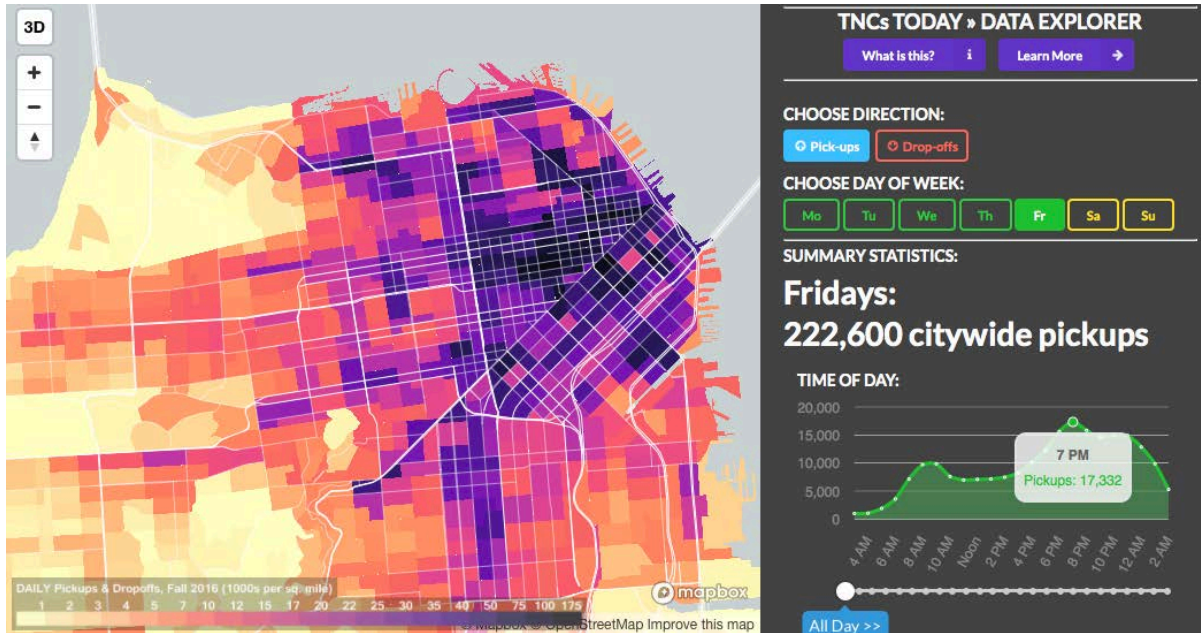 3D
+
−
TNCs TODAY » DATA EXPLORER
What is this? i
Learn More →
CHOOSE DIRECTION:
Pick-ups
Drop-offs
CHOOSE DAY OF WEEK:
Mo Tu We Th Fr Sa Su
SUMMARY STATISTICS:
Fridays:
222,600 citywide pickups
TIME OF DAY:
20,000
15,000
10,000
5,000
0
7 PM
Pickups: 17,332
4 AM 6 AM 8 AM 10 AM Noon 2 PM 4 PM 6 PM 8 PM 10 PM 12 AM 2 AM
All Day >>
DAILY Pickups & Dropoffs, Fall 2016 (1000s per sq. mile)
1 2 3 4 5 7 10 12 15 17 20 22 25 30 35 40 50 75 100 175
mapbox
© Mapbox © OpenStreetMap Improve this map